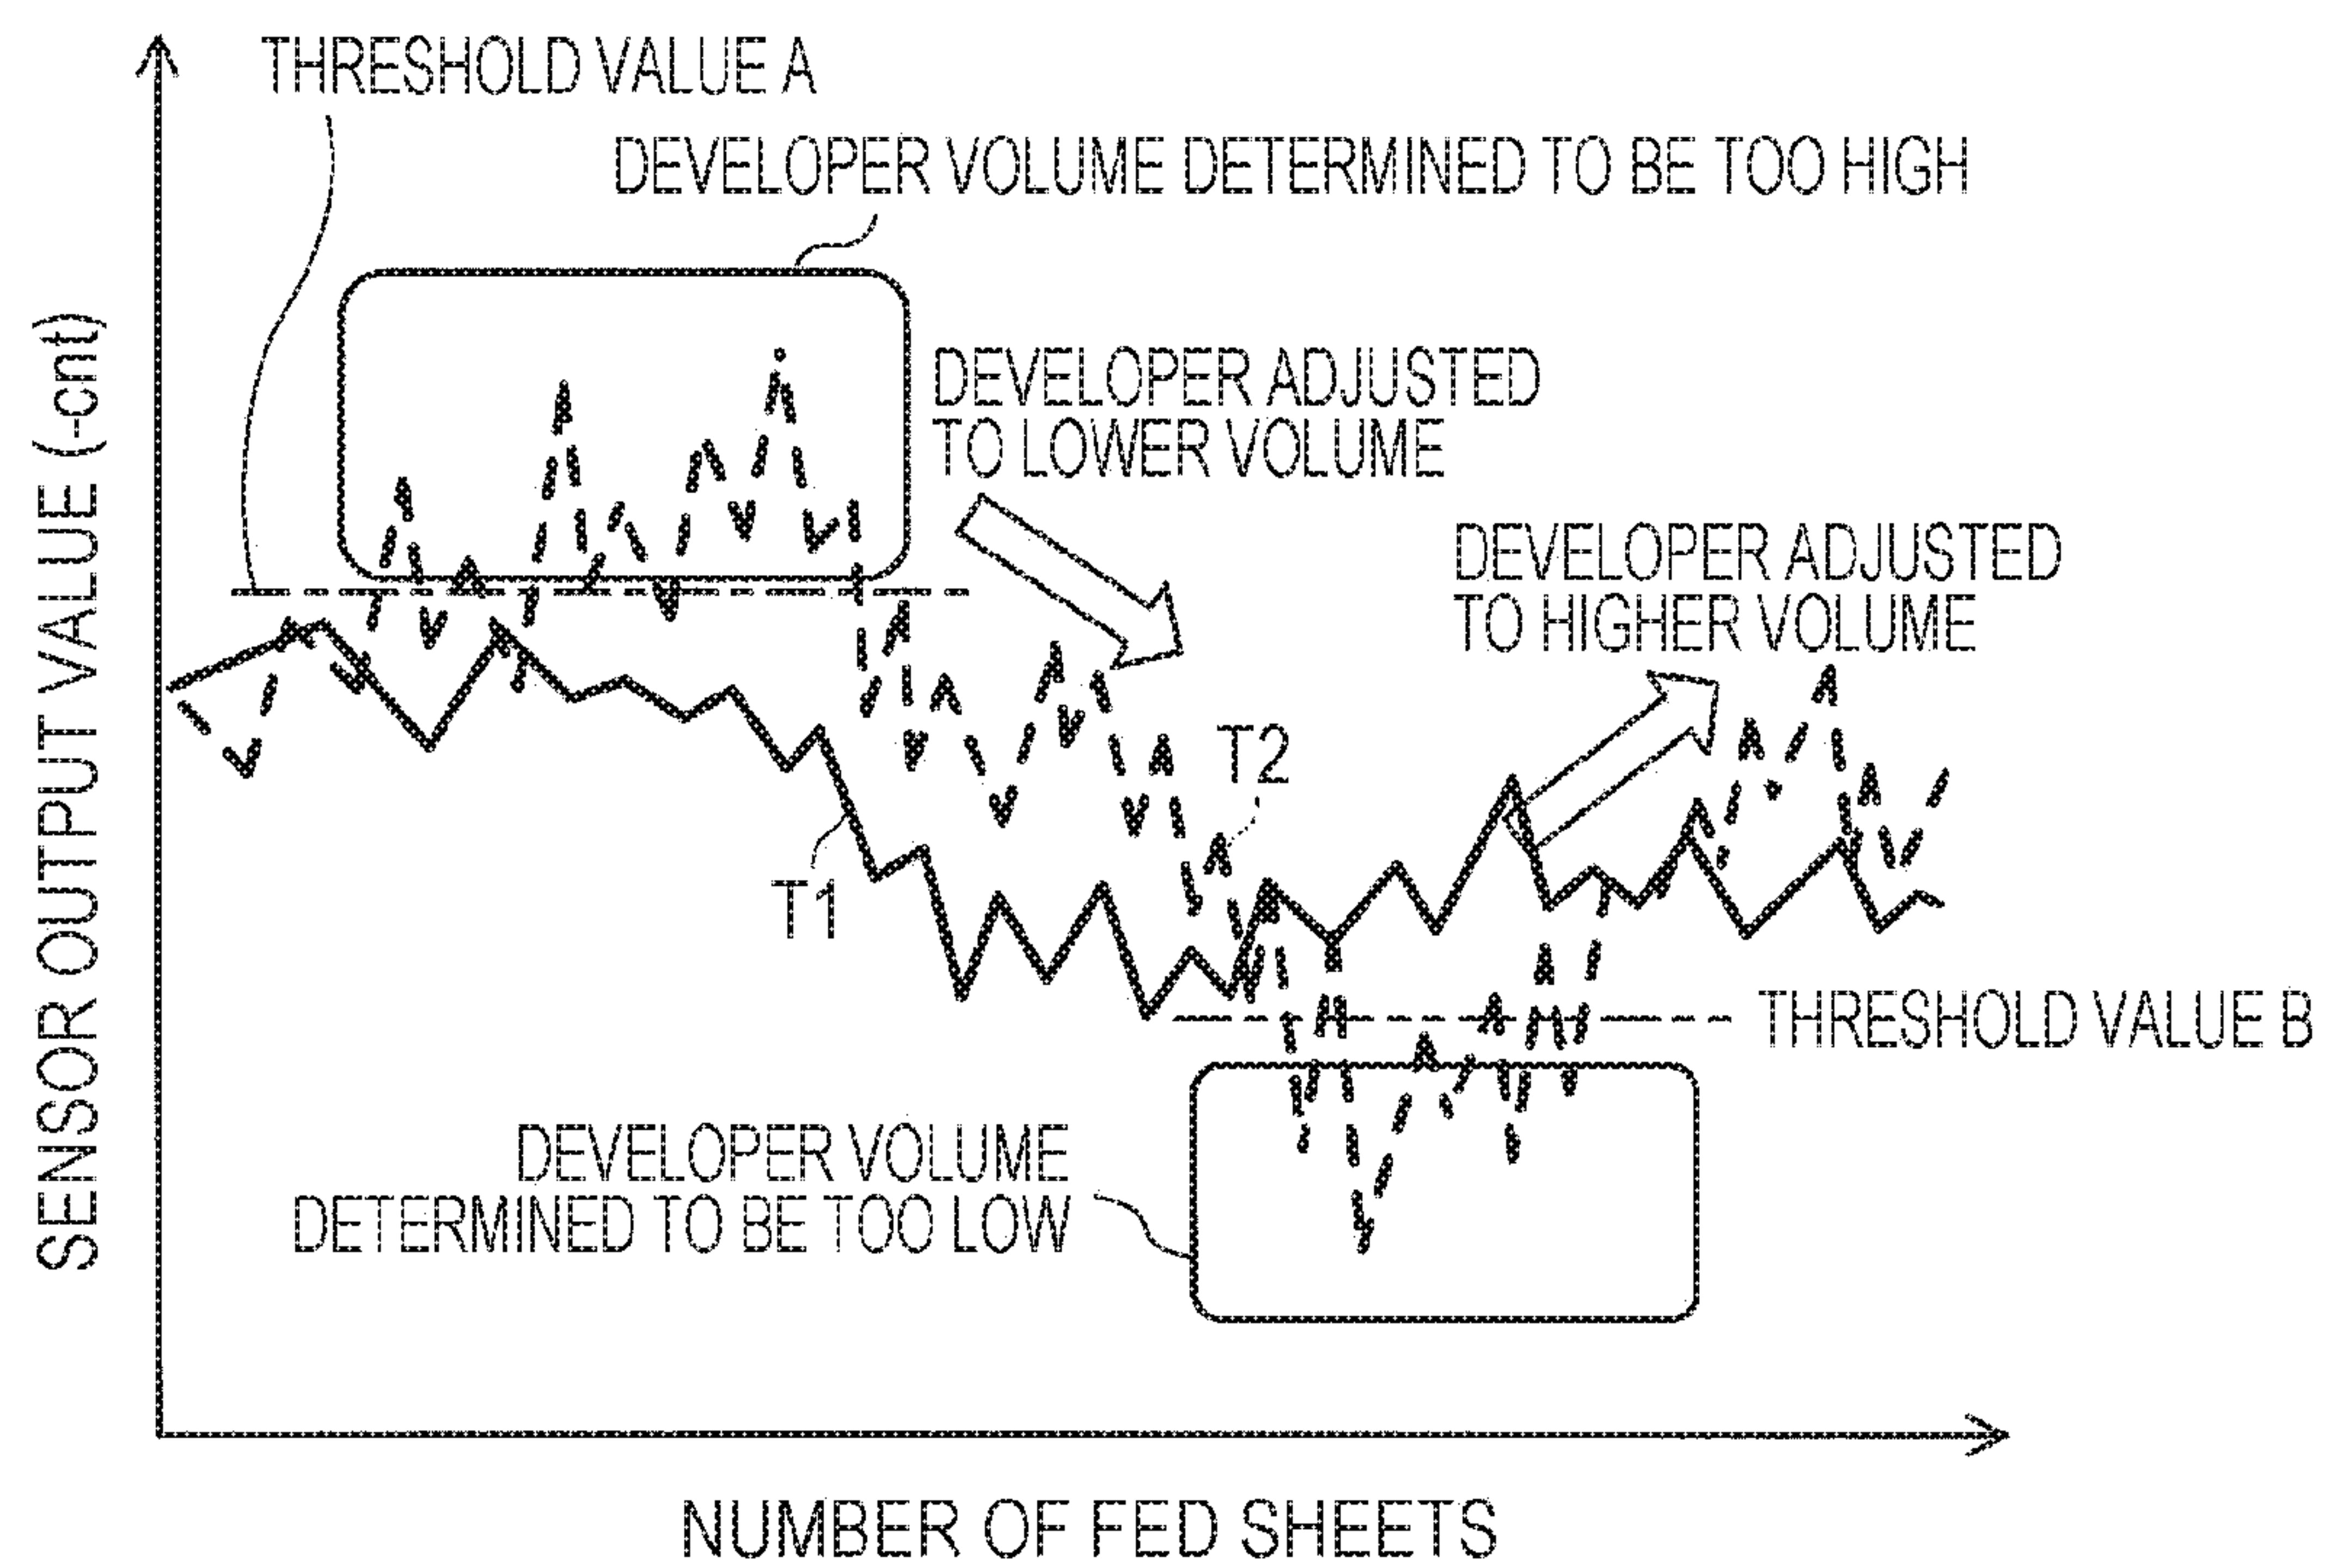 THRESHOLD VALUE A
DEVELOPER VOLUME DETERMINED TO BE TOO HIGH
DEVELOPER ADJUSTED
TO LOWER VOLUME
DEVELOPER ADJUSTED
TO HIGHER VOLUME
T2
T1
THRESHOLD VALUE B
DEVELOPER VOLUME
DETERMINED TO BE TOO LOW
SENSOR OUTPUT VALUE (-cnt)
NUMBER OF FED SHEETS